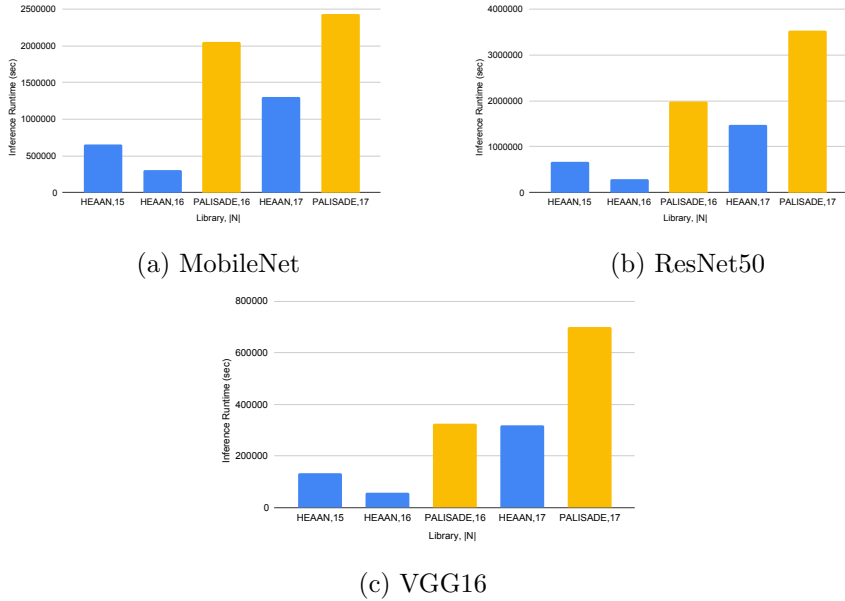 2500000
2000000
1500000
1000000
500000
0
Inference Runtime (sec)
HEAAN,15 HEAAN,16 PALISADE,16 HEAAN,17 PALISADE,17
Library, |N|
(a) MobileNet
4000000
3000000
2000000
1000000
0
Inference Runtime (sec)
HEAAN,15 HEAAN,16 PALISADE,16 HEAAN,17 PALISADE,17
Library, |N|
(b) ResNet50
800000
600000
400000
200000
0
Inference Runtime (sec)
HEAAN,15 HEAAN,16 PALISADE,16 HEAAN,17 PALISADE,17
Library, |N|
(c) VGG16